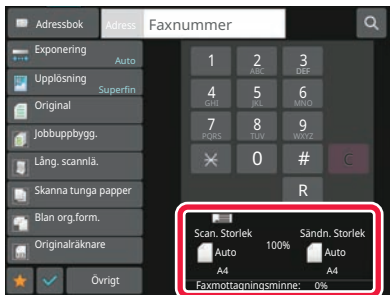 Adressbok Adress Faxnummer
Exponering
Auto
Upplösning
Superfin
Original
Jobbuppbygg.
Lång. scannlä.
Skanna tunga papper
Blan org.form.
Originalräknare
Övrigt
1 2 3
ABC DEF
4 5 6
GHI JKL MNO
7 8 9
PQRS TUV WXYZ
0 # C
R
Scan. Storlek Sändn. Storlek
Auto 100% Auto
A4 A4
Faxmottagningsminne: 0%